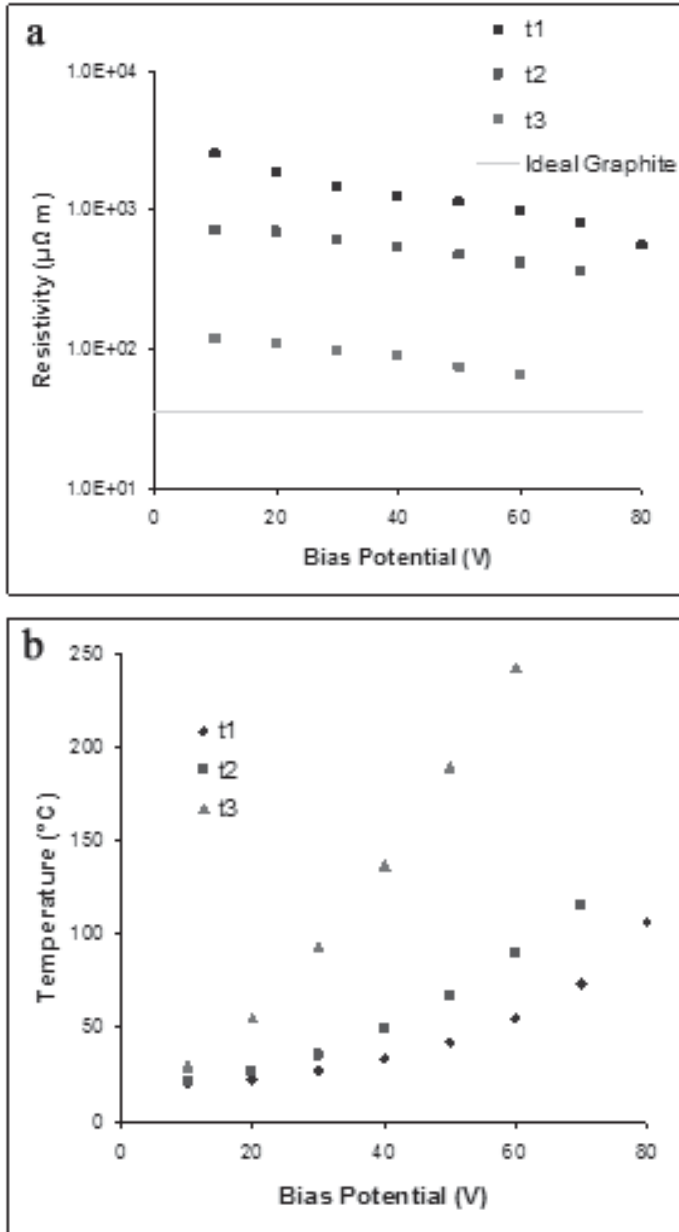 a
t1
t2
t3
Ideal Graphite
1.0E+04
1.0E+03
1.0E+02
1.0E+01
Resistivity (µΩ m)
0 20 40 60 80
Bias Potential (V)
b
250
200
150
100
50
0
t1
t2
t3
Temperature (°C)
0 20 40 60 80
Bias Potential (V)